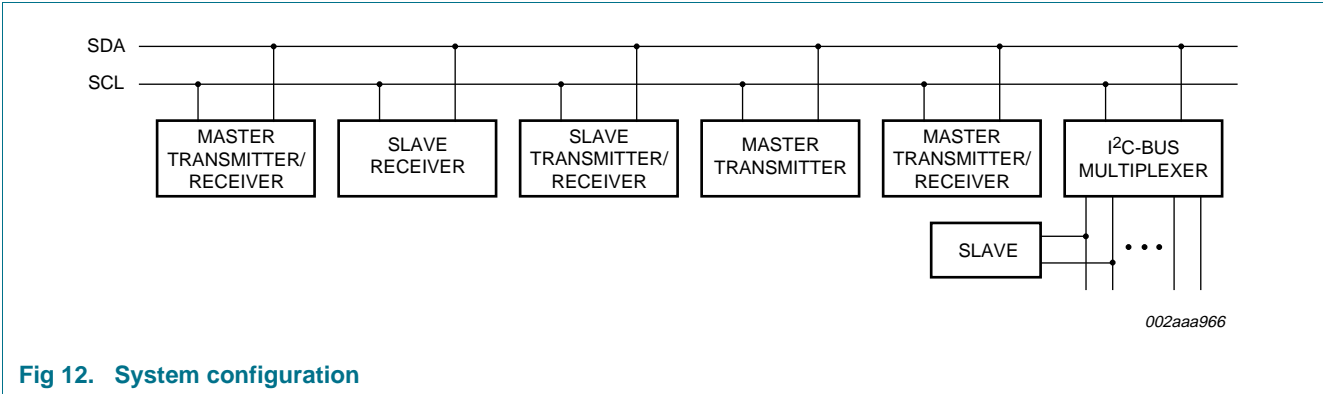 SDA
SCL
MASTER
TRANSMITTER/
RECEIVER
SLAVE
RECEIVER
SLAVE
TRANSMITTER/
RECEIVER
MASTER
TRANSMITTER
MASTER
TRANSMITTER/
RECEIVER
I²C-BUS
MULTIPLEXER
SLAVE
002aaa966
Fig 12. System configuration